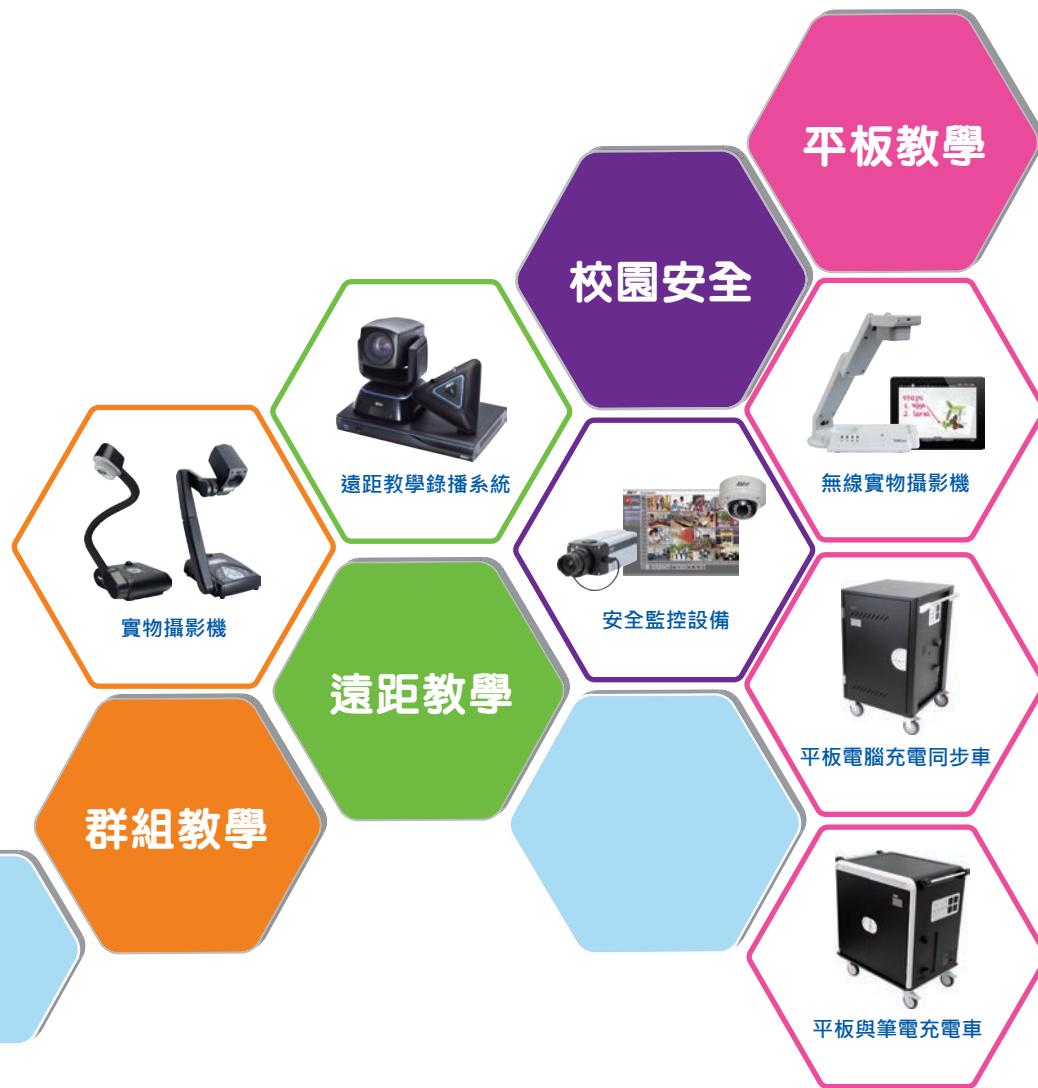 平板教學
校園安全
遠距教學錄播系統
無線實物攝影機
實物攝影機
安全監控設備
遠距教學
平板電腦充電同步車
群組教學
平板與筆電充電車